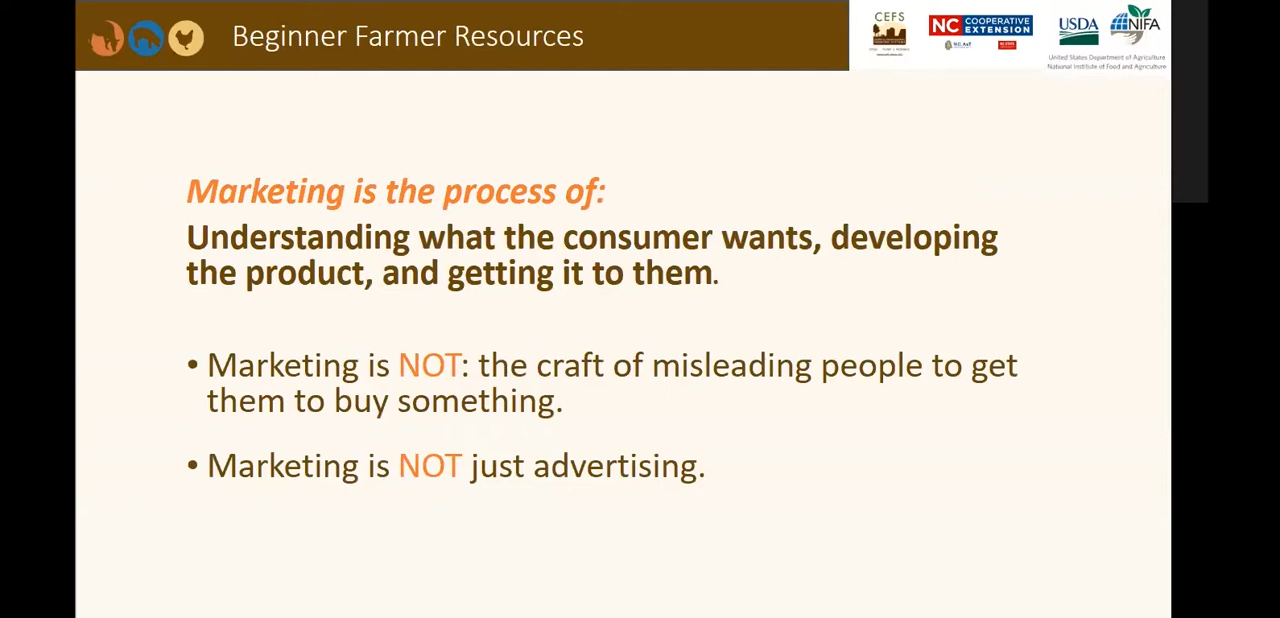 Beginner Farmer Resources
CEFS
NC COOPERATIVE
EXTENSION
USDA
NIFA
United States Department of Agriculture
National Institute of Food and Agriculture
Marketing is the process of:
Understanding what the consumer wants, developing
the product, and getting it to them.
• Marketing is NOT: the craft of misleading people to get
them to buy something.
• Marketing is NOT just advertising.